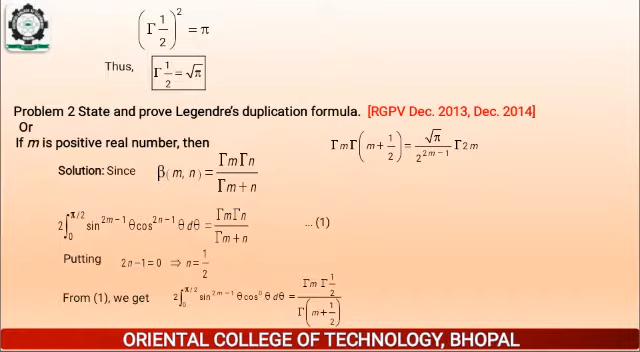 (Γ 1/2)² = π
Thus, Γ 1/2 = √π
Problem 2 State and prove Legendre's duplication formula. [RGPV Dec. 2013, Dec. 2014]
Or
If m is positive real number, then Γm Γ(m + 1/2) = √π / 2^(2m−1) Γ2m
Solution: Since β(m, n) = ΓmΓn / Γm + n
2∫₀^(π/2) sin^(2m−1) θ cos^(2n−1) θ dθ = ΓmΓn / Γm + n ... (1)
Putting 2n−1=0 ⇒ n = 1/2
From (1), we get 2∫₀^(π/2) sin^(2m−1) θ cos⁰ θ dθ = Γm Γ 1/2 / Γ(m + 1/2)
ORIENTAL COLLEGE OF TECHNOLOGY, BHOPAL